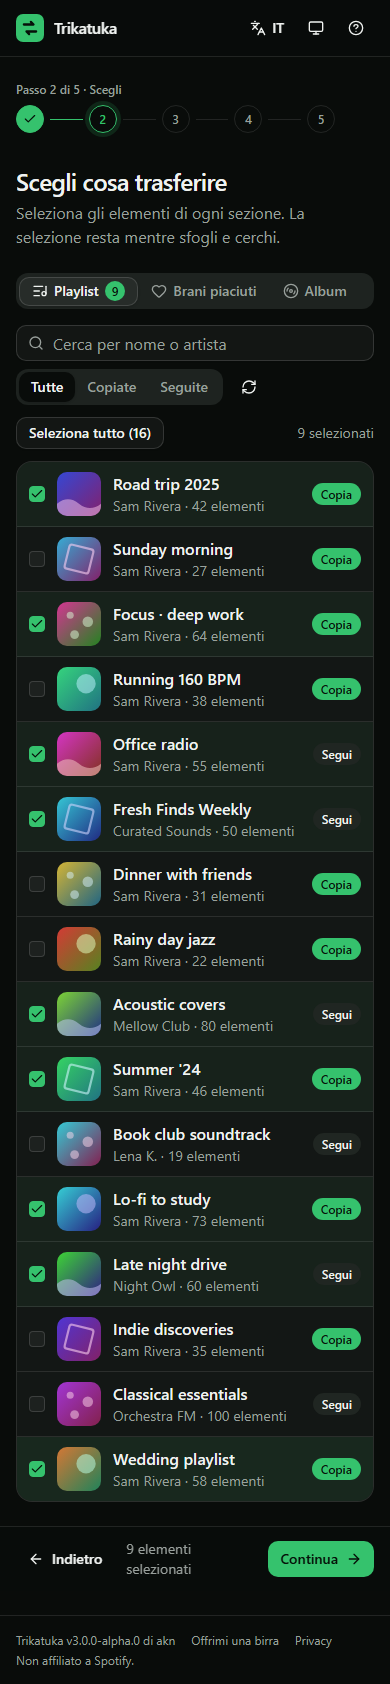 Trikatuka
IT
Passo 2 di 5 · Scegli
2
3
4
5
Scegli cosa trasferire
Seleziona gli elementi di ogni sezione. La
selezione resta mentre sfogli e cerchi.
Playlist 9
Brani piaciuti
Album
Cerca per nome o artista
Tutte
Copiate
Seguite
Seleziona tutto (16)
9 selezionati
Road trip 2025
Sam Rivera · 42 elementi
Copia
Sunday morning
Sam Rivera · 27 elementi
Copia
Focus · deep work
Sam Rivera · 64 elementi
Copia
Running 160 BPM
Sam Rivera · 38 elementi
Copia
Office radio
Sam Rivera · 55 elementi
Segui
Fresh Finds Weekly
Curated Sounds · 50 elementi
Segui
Dinner with friends
Sam Rivera · 31 elementi
Copia
Rainy day jazz
Sam Rivera · 22 elementi
Copia
Acoustic covers
Mellow Club · 80 elementi
Segui
Summer '24
Sam Rivera · 46 elementi
Copia
Book club soundtrack
Lena K. · 19 elementi
Segui
Lo-fi to study
Sam Rivera · 73 elementi
Copia
Late night drive
Night Owl · 60 elementi
Segui
Indie discoveries
Sam Rivera · 35 elementi
Copia
Classical essentials
Orchestra FM · 100 elementi
Segui
Wedding playlist
Sam Rivera · 58 elementi
Copia
Indietro
9 elementi
selezionati
Continua
Trikatuka v3.0.0-alpha.0 di akn
Offrimi una birra
Privacy
Non affiliato a Spotify.